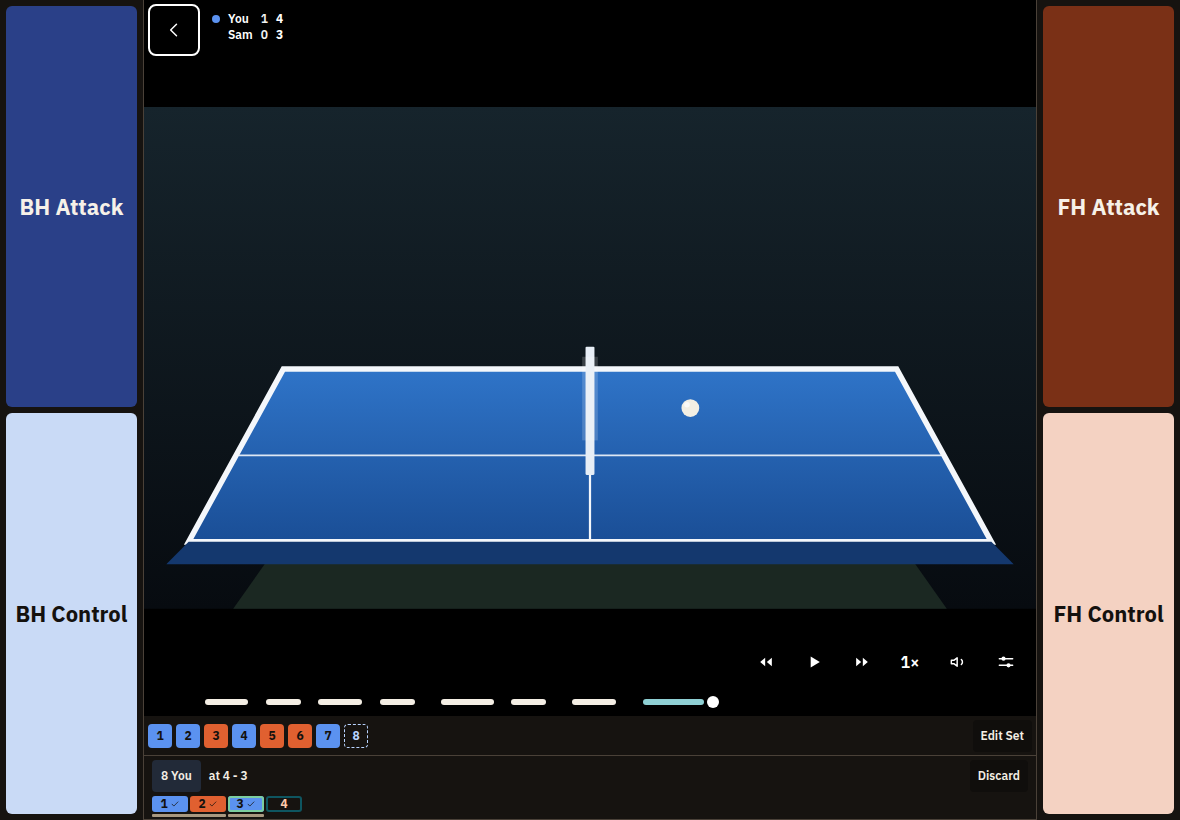 You 1 4
Sam 0 3
BH Attack
FH Attack
BH Control
FH Control
1×
1 2 3 4 5 6 7 8
Edit Set
8 You at 4 - 3
Discard
1 2 3 4